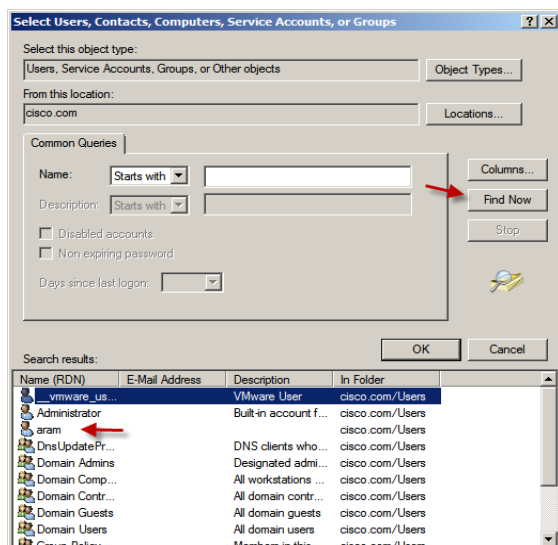 Select Users, Contacts, Computers, Service Accounts, or Groups
Select this object type:
Users, Service Accounts, Groups, or Other objects
Object Types...
From this location:
cisco.com
Locations...
Common Queries
Name: Starts with
Columns...
Description: Starts with
Find Now
Disabled accounts
Stop
Non expiring password
Days since last logon:
OK Cancel
Search results:
Name (RDN) E-Mail Address Description In Folder
__vmware_us... VMware User cisco.com/Users
Administrator Built-in account f... cisco.com/Users
aram cisco.com/Users
DnsUpdatePr... DNS clients who... cisco.com/Users
Domain Admins Designated admi... cisco.com/Users
Domain Comp... All workstations ... cisco.com/Users
Domain Contr... All domain contr... cisco.com/Users
Domain Guests All domain guests cisco.com/Users
Domain Users All domain users cisco.com/Users